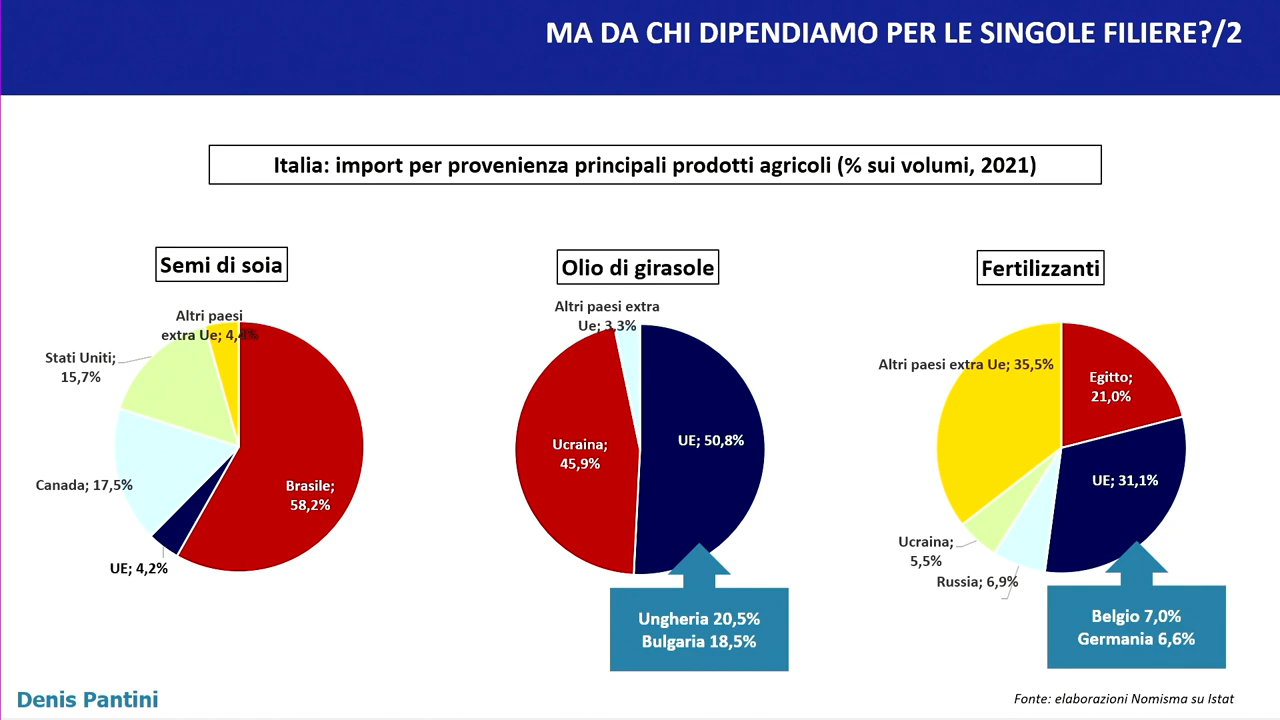 MA DA CHI DIPENDIAMO PER LE SINGOLE FILIERE?/2
Italia: import per provenienza principali prodotti agricoli (% sui volumi, 2021)
Semi di soia
Altri paesi
extra Ue; 4,4%
Stati Uniti;
15,7%
Canada; 17,5%
UE; 4,2%
Brasile;
58,2%
Olio di girasole
Altri paesi extra
Ue; 3,3%
Ucraina;
45,9%
UE; 50,8%
Ungheria 20,5%
Bulgaria 18,5%
Fertilizzanti
Altri paesi extra Ue; 35,5%
Egitto;
21,0%
UE; 31,1%
Ucraina;
5,5%
Russia; 6,9%
Belgio 7,0%
Germania 6,6%
Denis Pantini
Fonte: elaborazioni Nomisma su Istat